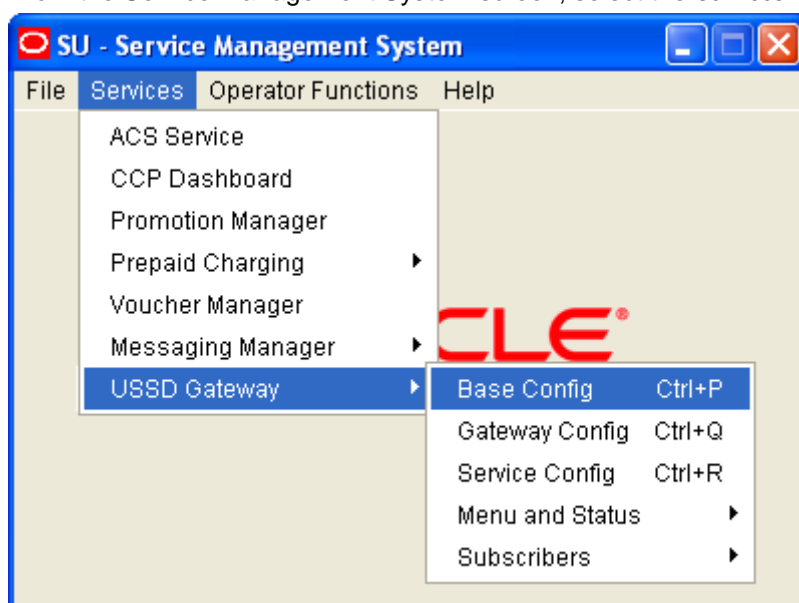 SU - Service Management System
File Services Operator Functions Help
ACS Service
CCP Dashboard
Promotion Manager
Prepaid Charging
Voucher Manager
Messaging Manager
USSD Gateway
CLE®
Base Config Ctrl+P
Gateway Config Ctrl+Q
Service Config Ctrl+R
Menu and Status
Subscribers